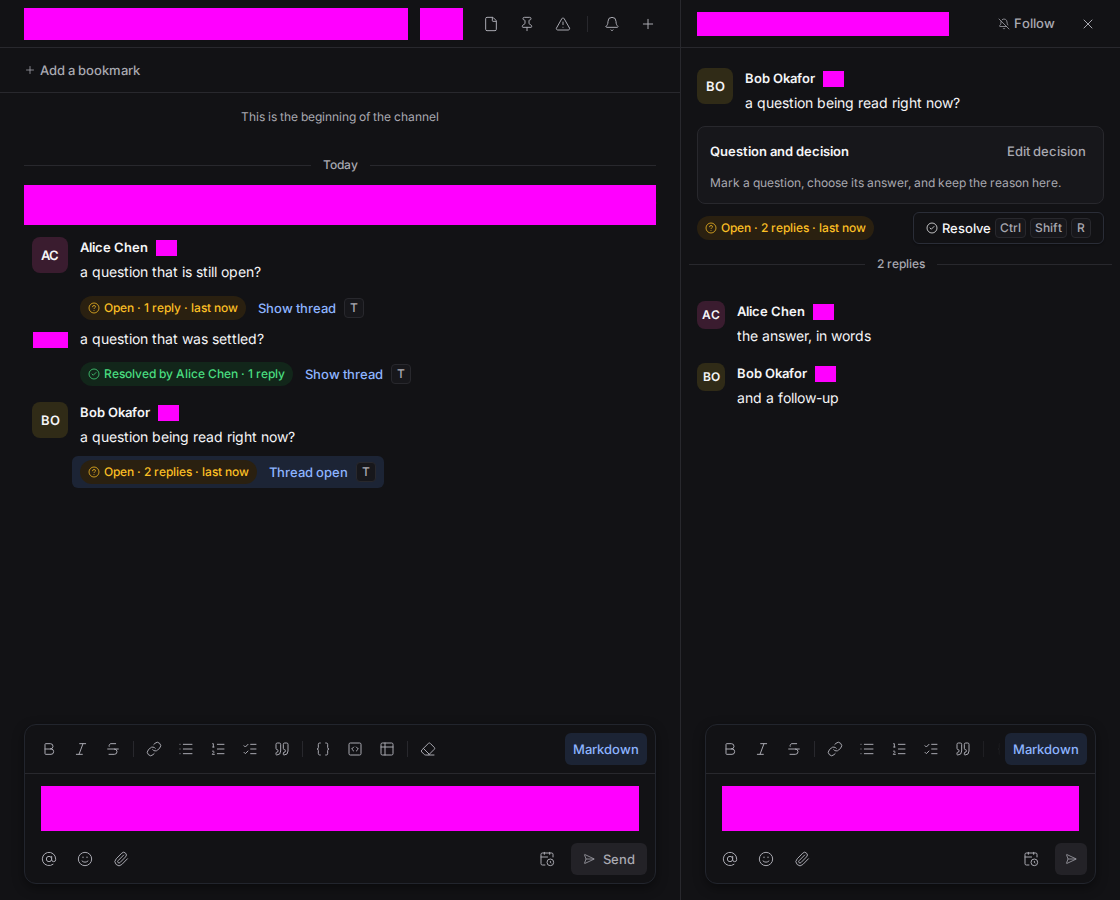 Add a bookmark
This is the beginning of the channel
Today
AC
Alice Chen
a question that is still open?
Open · 1 reply · last now
Show thread
T
a question that was settled?
Resolved by Alice Chen · 1 reply
Show thread
T
BO
Bob Okafor
a question being read right now?
Open · 2 replies · last now
Thread open
T
Markdown
Send
Follow
BO
Bob Okafor
a question being read right now?
Question and decision
Edit decision
Mark a question, choose its answer, and keep the reason here.
Open · 2 replies · last now
Resolve Ctrl Shift R
2 replies
AC
Alice Chen
the answer, in words
BO
Bob Okafor
and a follow-up
Markdown